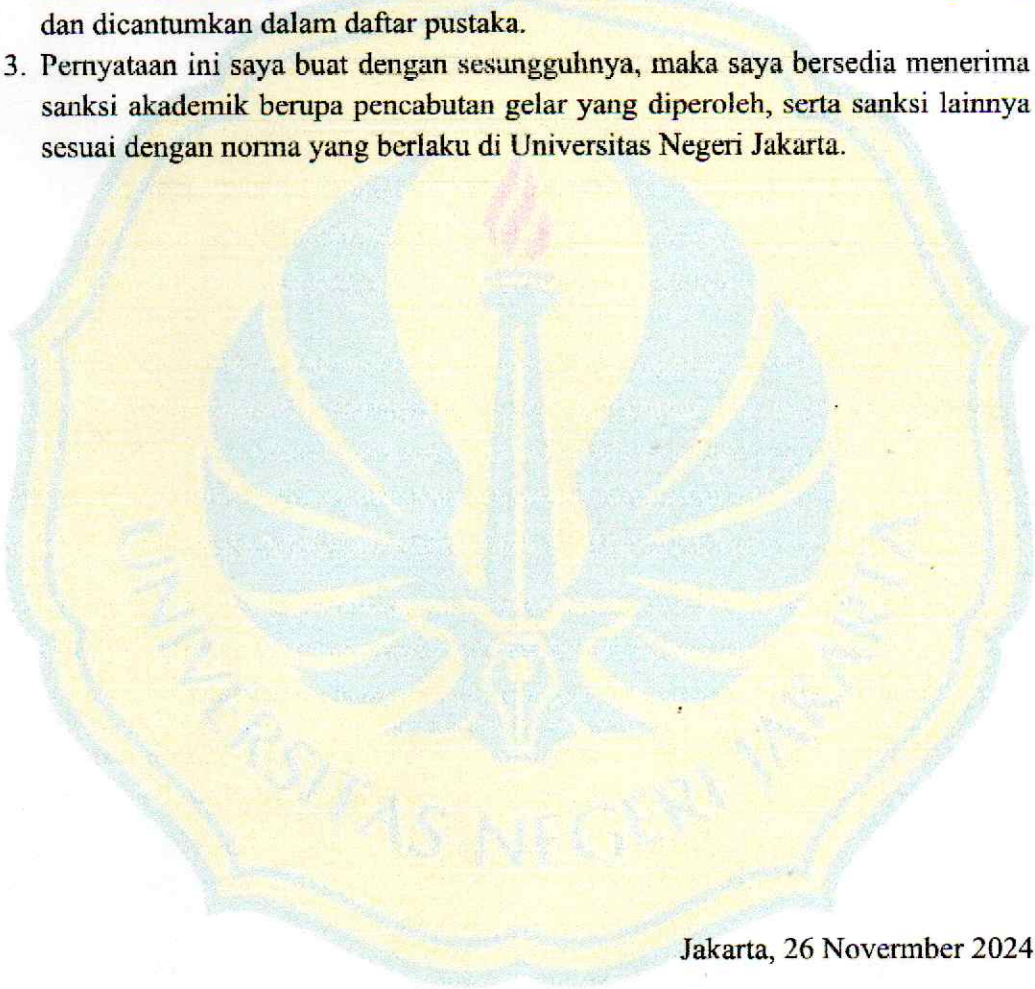 dan dicantumkan dalam daftar pustaka.
3. Pernyataan ini saya buat dengan sesungguhnya, maka saya bersedia menerima
sanksi akademik berupa pencabutan gelar yang diperoleh, serta sanksi lainnya
sesuai dengan norma yang berlaku di Universitas Negeri Jakarta.
UNIVERSITAS NEGERI JAKARTA
Jakarta, 26 Novermber 2024